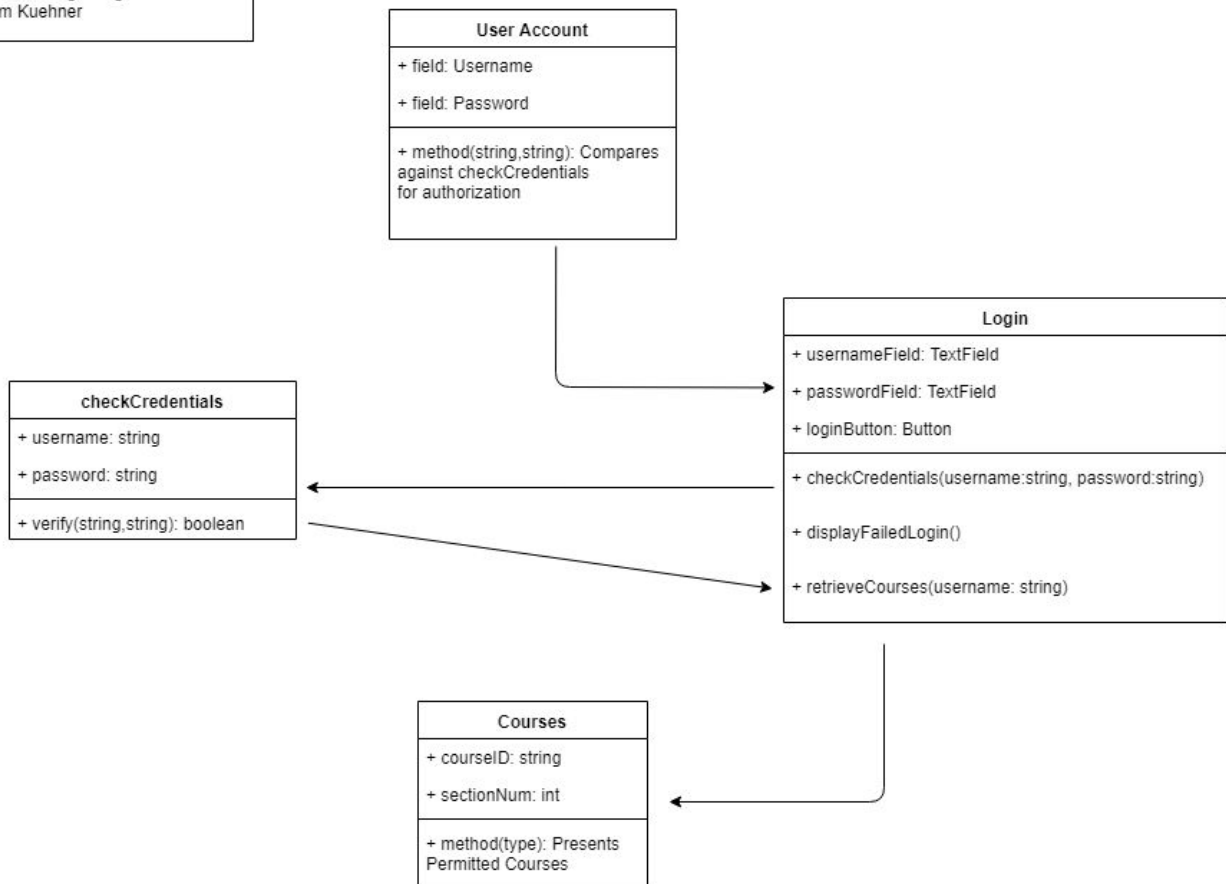 m Kuehner
User Account
+ field: Username
+ field: Password
+ method(string,string): Compares
against checkCredentials
for authorization
Login
+ usernameField: TextField
+ passwordField: TextField
+ loginButton: Button
+ checkCredentials(username:string, password:string)
+ displayFailedLogin()
+ retrieveCourses(username: string)
checkCredentials
+ username: string
+ password: string
+ verify(string,string): boolean
Courses
+ courseID: string
+ sectionNum: int
+ method(type): Presents
Permitted Courses